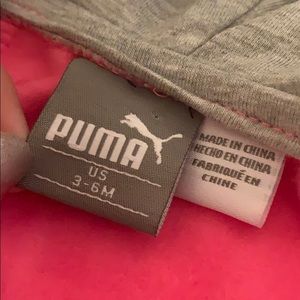 PUMA
US
3-6M
MADE IN CHINA
HECHO EN CHINA
FABRIQUÉ EN
CHINE